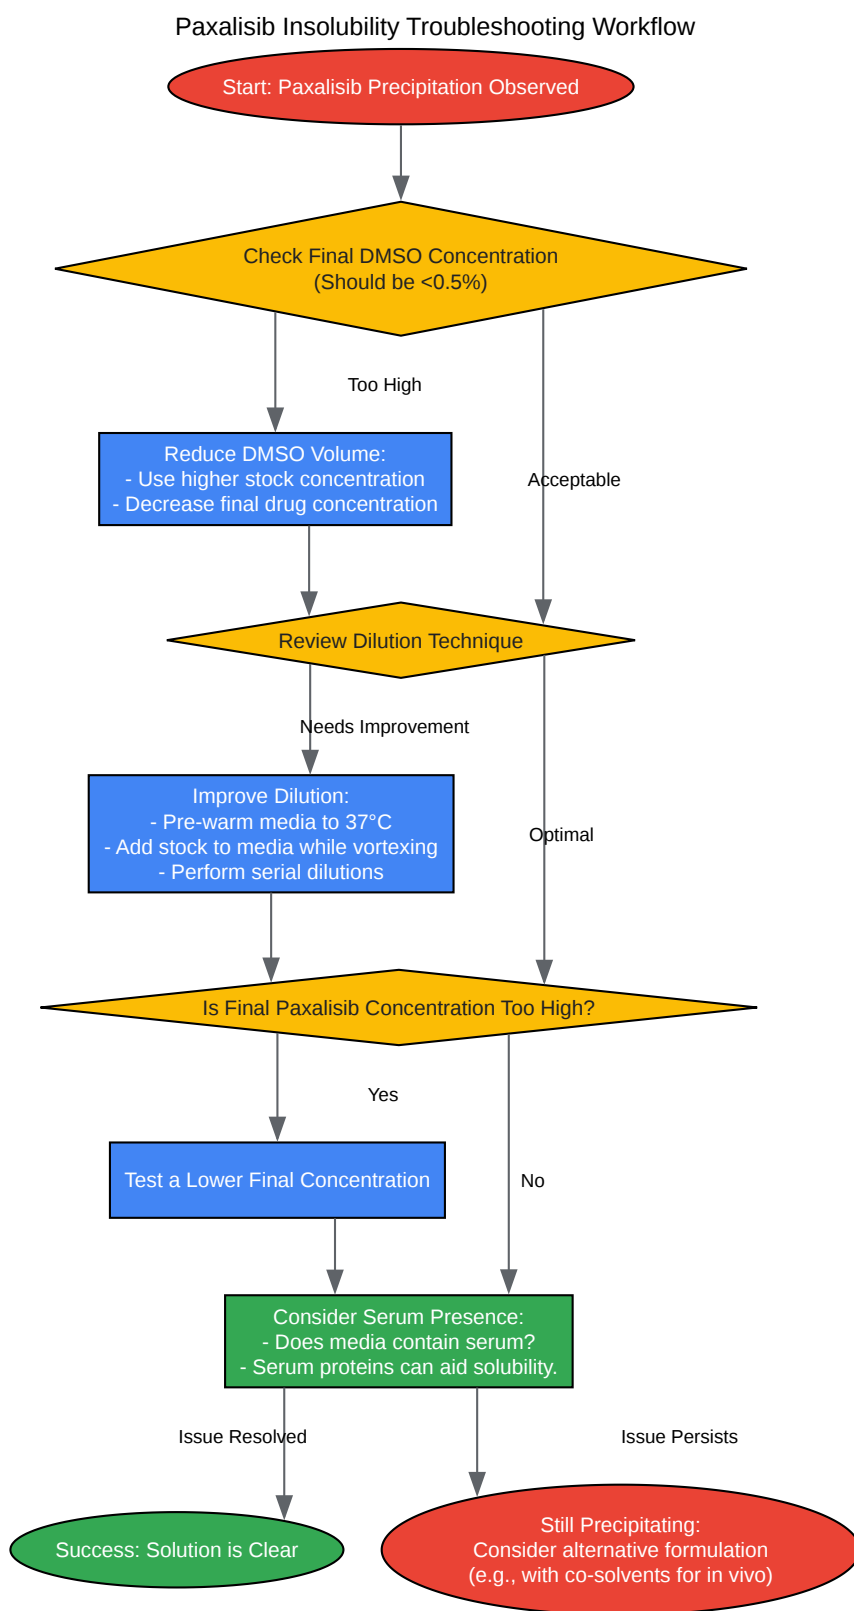 Paxalisib Insolubility Troubleshooting Workflow
Start: Paxalisib Precipitation Observed
Check Final DMSO Concentration
(Should be <0.5%)
Too High
Reduce DMSO Volume:
- Use higher stock concentration
- Decrease final drug concentration
Acceptable
Review Dilution Technique
Needs Improvement
Improve Dilution:
- Pre-warm media to 37°C
- Add stock to media while vortexing
- Perform serial dilutions
Optimal
Is Final Paxalisib Concentration Too High?
Yes
Test a Lower Final Concentration
No
Consider Serum Presence:
- Does media contain serum?
- Serum proteins can aid solubility.
Issue Resolved
Issue Persists
Success: Solution is Clear
Still Precipitating:
Consider alternative formulation
(e.g., with co-solvents for in vivo)